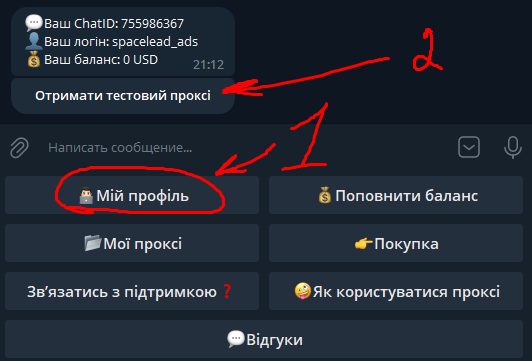 💬Ваш ChatID: 755986367
👤Ваш логін: spacelead_ads
💰Ваш баланс: 0 USD
21:12
Отримати тестовий проксі
2
1
Написать сообщение...
👨🏻‍💻Мій профіль
💰Поповнити баланс
📂Мої проксі
👉Покупка
Зв’язатись з підтримкою❓
🤪Як користуватися проксі
💬Відгуки